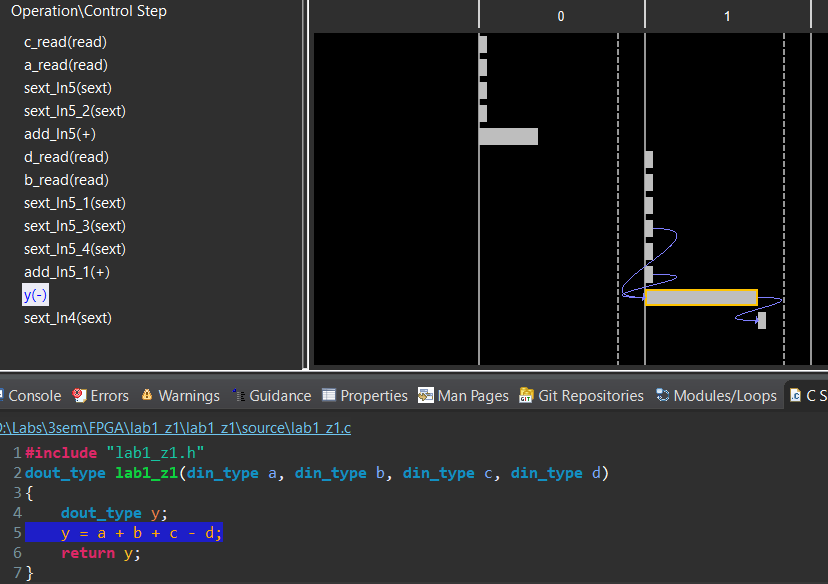 Operation\Control Step
0
1
c_read(read)
a_read(read)
sext_ln5(sext)
sext_ln5_2(sext)
add_ln5(+)
d_read(read)
b_read(read)
sext_ln5_1(sext)
sext_ln5_3(sext)
sext_ln5_4(sext)
add_ln5_1(+)
y(-)
sext_ln4(sext)
Console Errors Warnings Guidance Properties Man Pages Git Repositories Modules/Loops C S
:\Labs\3sem\FPGA\lab1_z1\lab1_z1\source\lab1_z1.c
1 #include "lab1_z1.h"
2 dout_type lab1_z1(din_type a, din_type b, din_type c, din_type d)
3 {
4 dout_type y;
5 y = a + b + c - d;
6 return y;
7 }